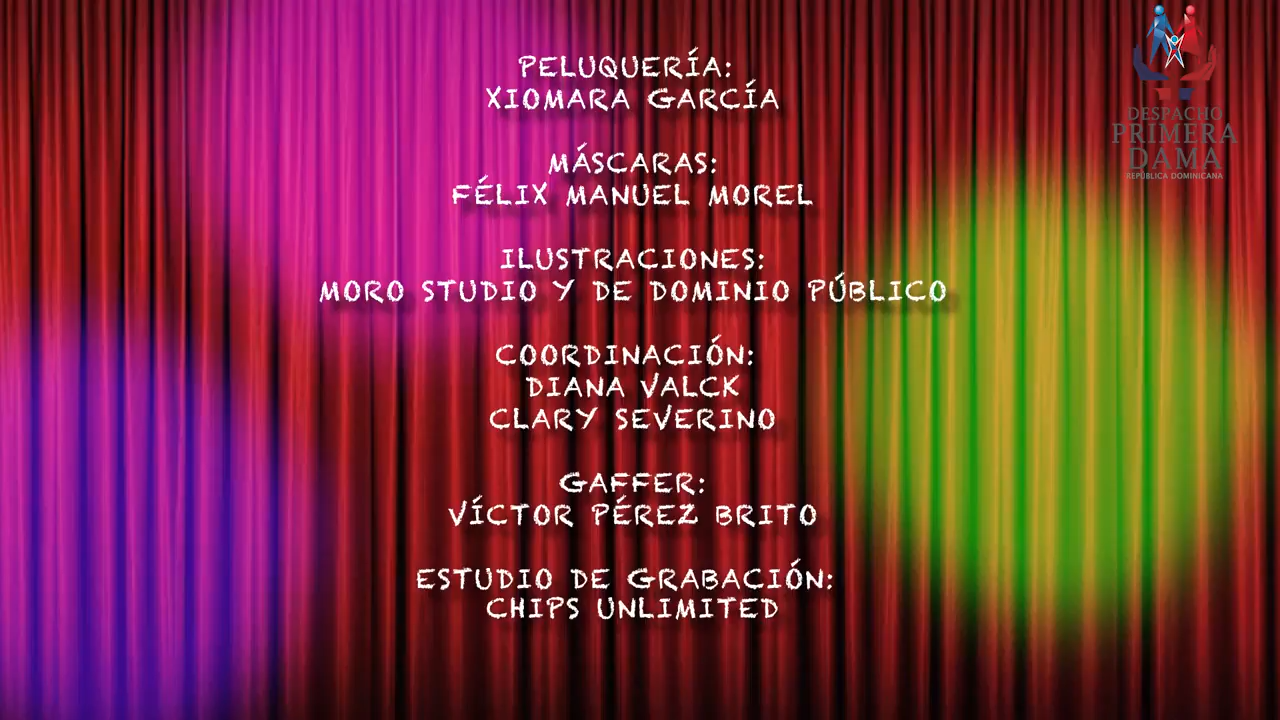 PELUQUERÍA:
XIOMARA GARCÍA
MÁSCARAS:
FÉLIX MANUEL MOREL
ILUSTRACIONES:
MORO STUDIO Y DE DOMINIO PÚBLICO
COORDINACIÓN:
DIANA VALCK
CLARY SEVERINO
GAFFER:
VÍCTOR PÉREZ BRITO
ESTUDIO DE GRABACIÓN:
CHIPS UNLIMITED
DESPACHO
PRIMERA
DAMA
REPÚBLICA DOMINICANA